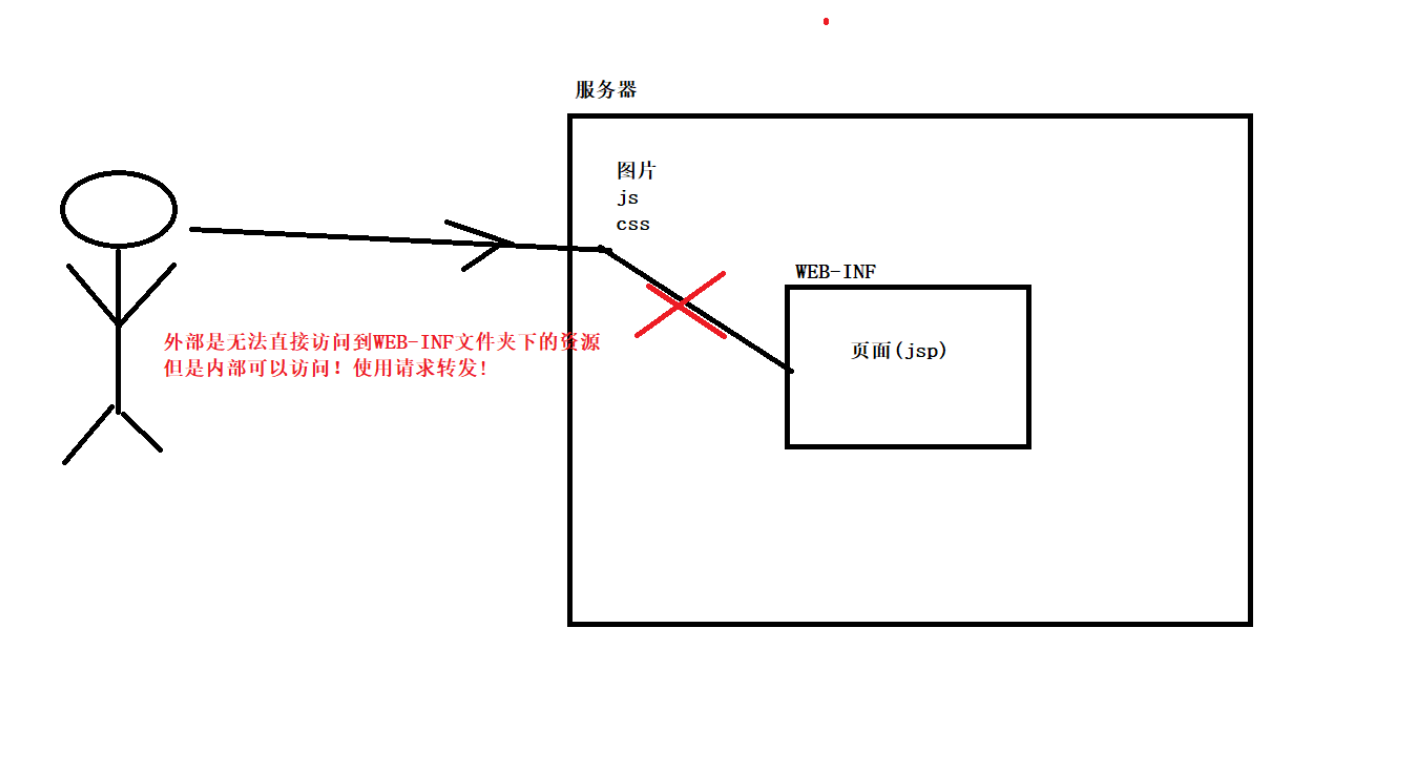 服务器
图片
js
css
WEB-INF
页面(jsp)
外部是无法直接访问到WEB-INF文件夹下的资源
但是内部可以访问！使用请求转发!